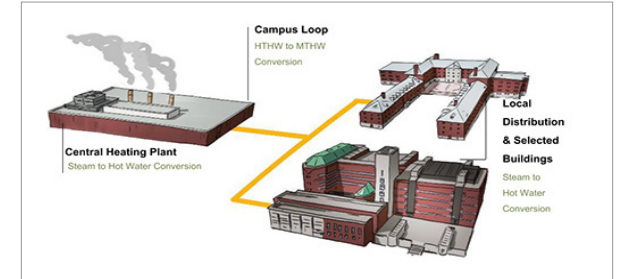 Campus Loop
HTHW to MTHW
Conversion
Central Heating Plant
Steam to Hot Water Conversion
Local
Distribution
& Selected
Buildings
Steam to
Hot Water
Conversion